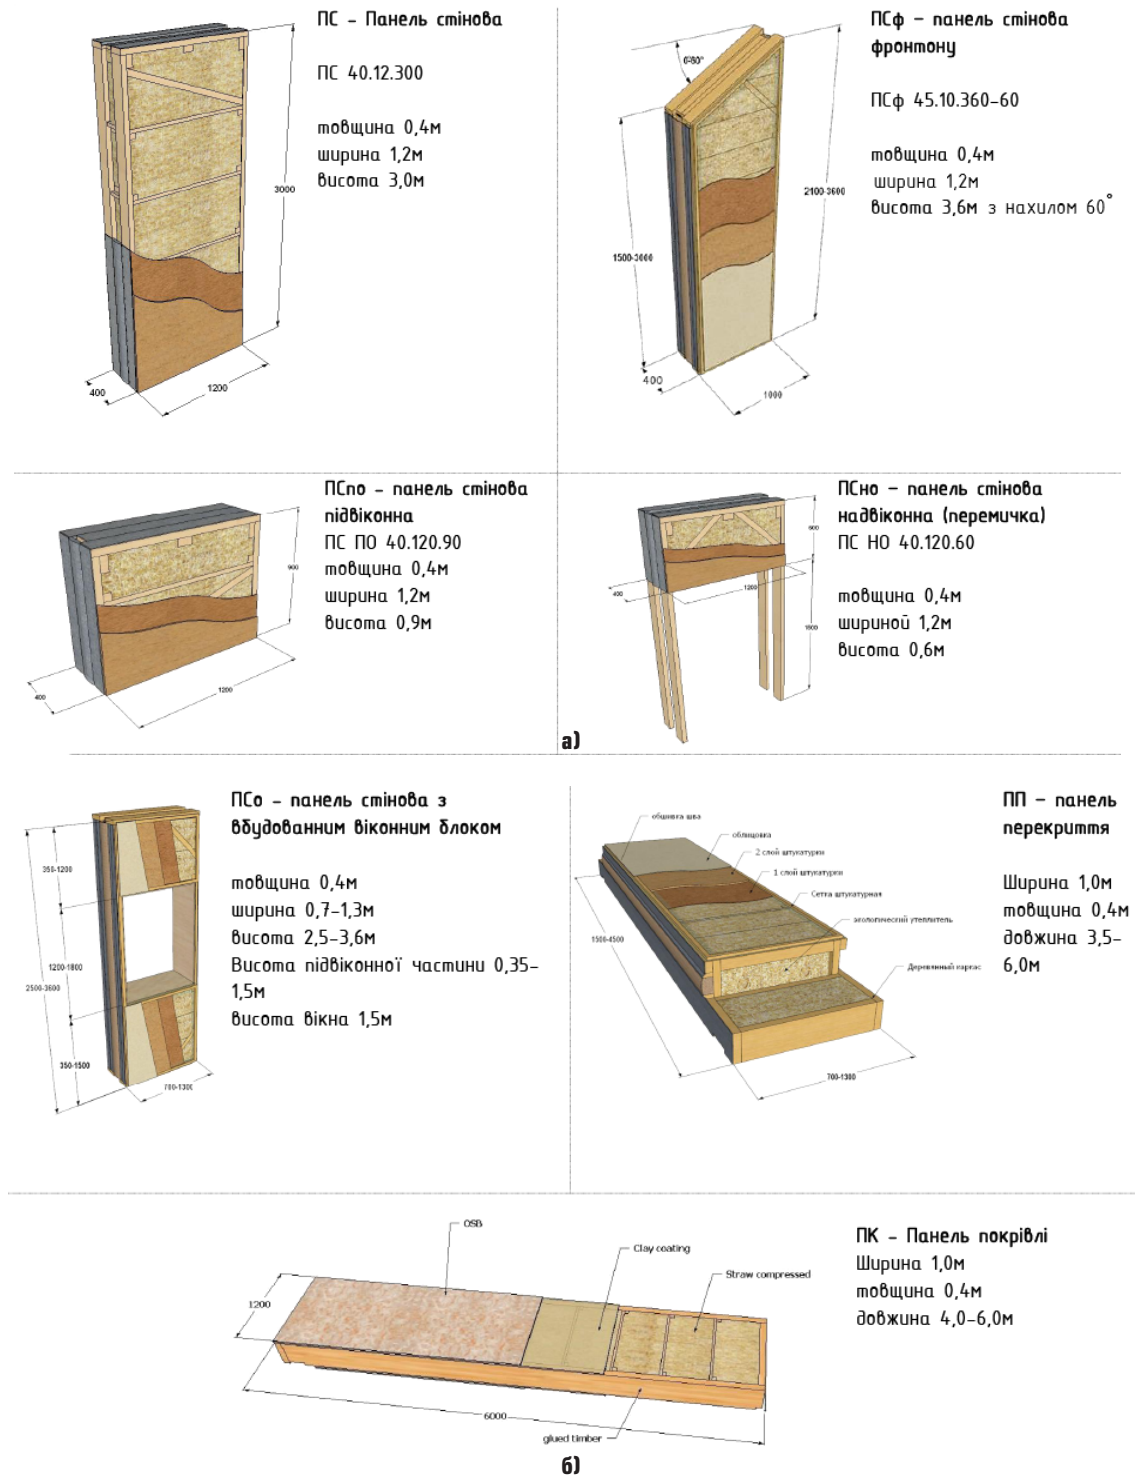 ПС – Панель стінова
ПС 40.12.300
товщина 0,4м
ширина 1,2м
висота 3,0м
3000
400
1200
ПСф – панель стінова
фронтону
ПСф 45.10.360–60
товщина 0,4м
ширина 1,2м
висота 3,6м з нахилом 60°
0-60°
2100-3600
1500-3000
400
1000
ПСпо – панель стінова
підвіконна
ПС ПО 40.120.90
товщина 0,4м
ширина 1,2м
висота 0,9м
900
400
1200
ПСно – панель стінова
надвіконна (перемичка)
ПС НО 40.120.60
товщина 0,4м
шириной 1,2м
висота 0,6м
600
400
1200
1800
а)
ПСо – панель стінова з
вбудованним віконним блоком
товщина 0,4м
ширина 0,7–1,3м
висота 2,5–3,6м
Висота підвіконної частини 0,35–
1,5м
висота вікна 1,5м
350-1200
1200-1800
2500-3600
350-1500
700-1300
ПП – панель
перекриття
Ширина 1,0м
товщина 0,4м
довжина 3,5–
6,0м
обшивка шва
облицовка
2 слой штукатурки
1 слой штукатурки
Сетка штукатурная
экологический утеплитель
Деревянный каркас
1500-4500
700-1300
ПК – Панель покрівлі
Ширина 1,0м
товщина 0,4м
довжина 4,0–6,0м
OSB
Clay coating
Straw compressed
1200
6000
glued timber
б)